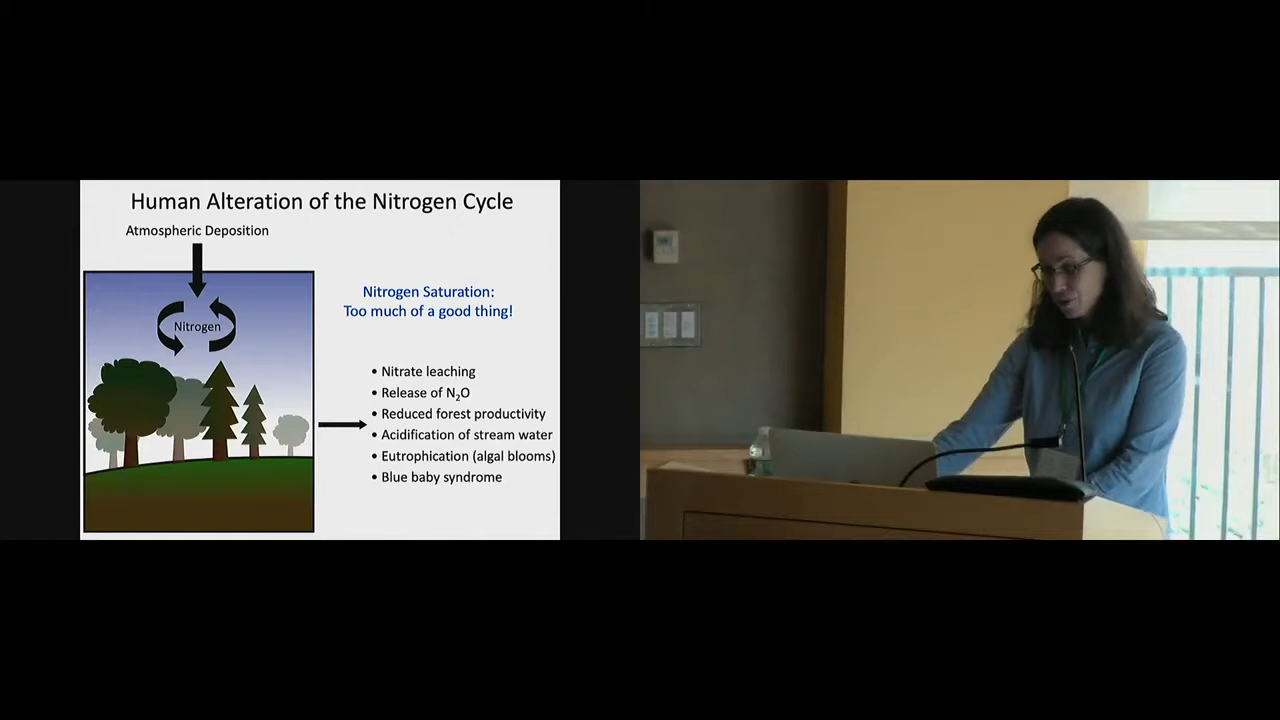 Human Alteration of the Nitrogen Cycle
Atmospheric Deposition
Nitrogen
Nitrogen Saturation:
Too much of a good thing!
• Nitrate leaching
• Release of N₂O
• Reduced forest productivity
• Acidification of stream water
• Eutrophication (algal blooms)
• Blue baby syndrome